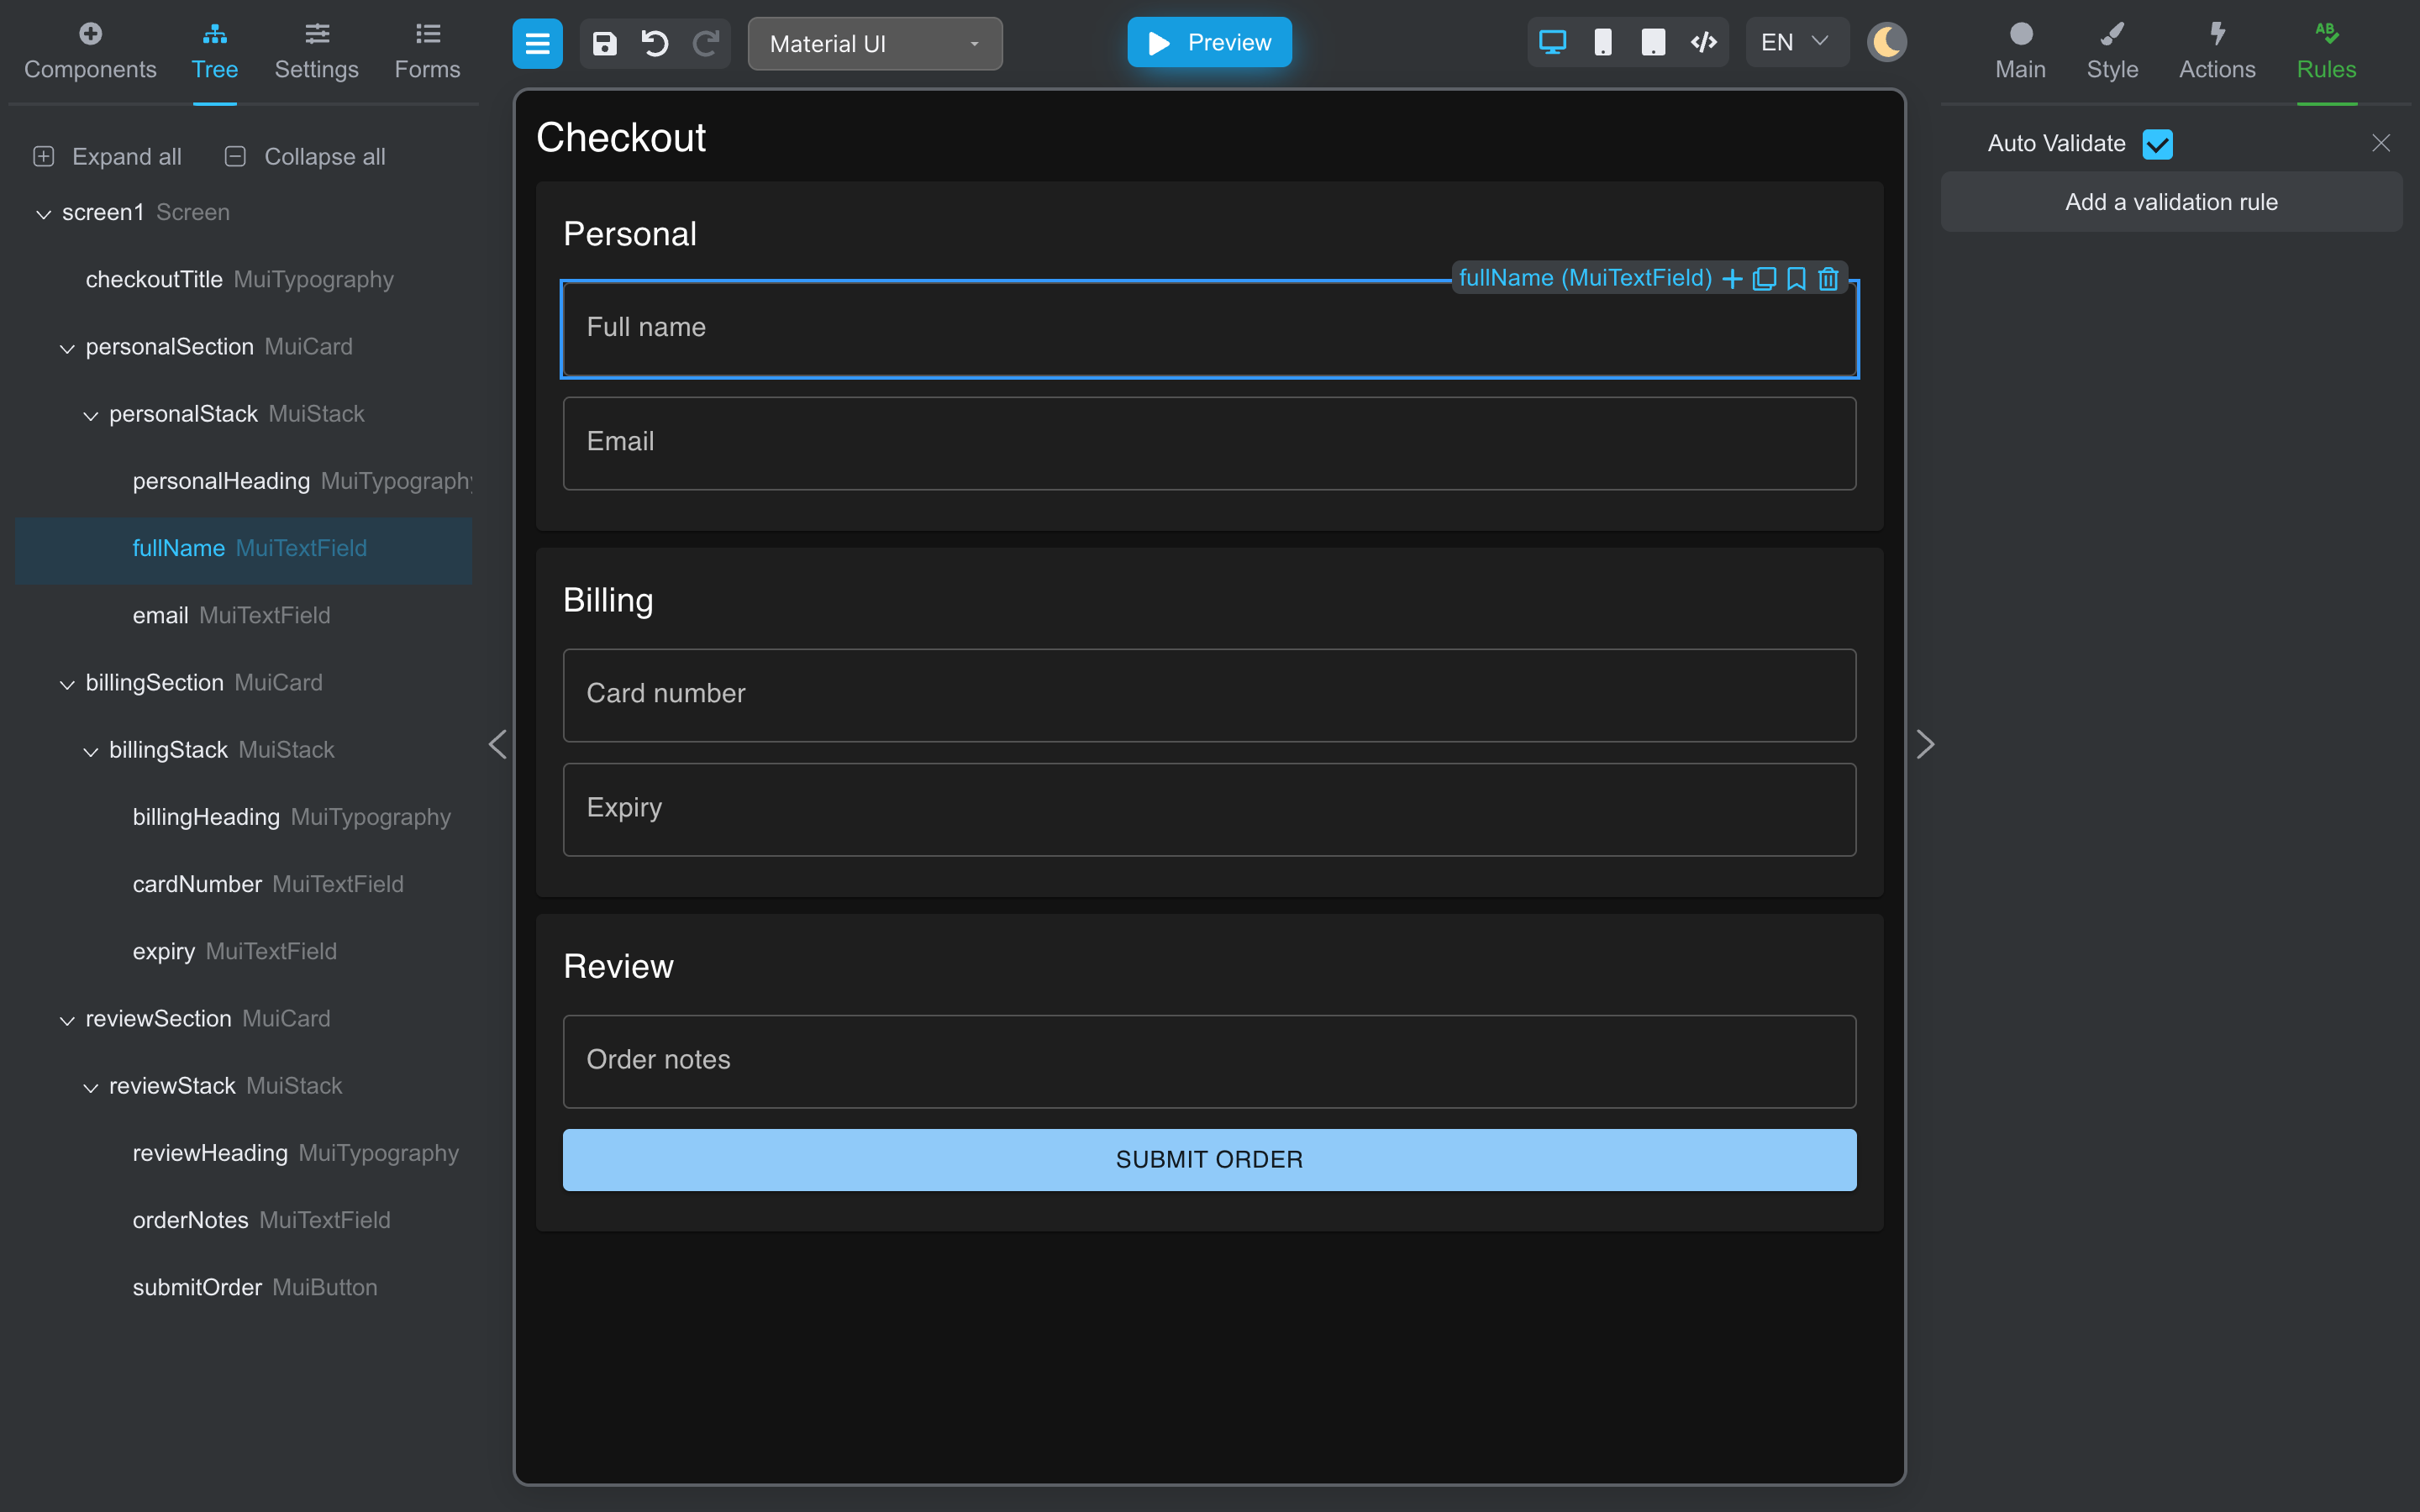 Components Tree Settings Forms
Material UI
Preview
EN
Main Style Actions Rules
Expand all Collapse all
screen1 Screen
checkoutTitle MuiTypography
personalSection MuiCard
personalStack MuiStack
personalHeading MuiTypography
fullName MuiTextField
email MuiTextField
billingSection MuiCard
billingStack MuiStack
billingHeading MuiTypography
cardNumber MuiTextField
expiry MuiTextField
reviewSection MuiCard
reviewStack MuiStack
reviewHeading MuiTypography
orderNotes MuiTextField
submitOrder MuiButton
Checkout
Personal
fullName (MuiTextField)
Full name
Email
Billing
Card number
Expiry
Review
Order notes
SUBMIT ORDER
Auto Validate
Add a validation rule